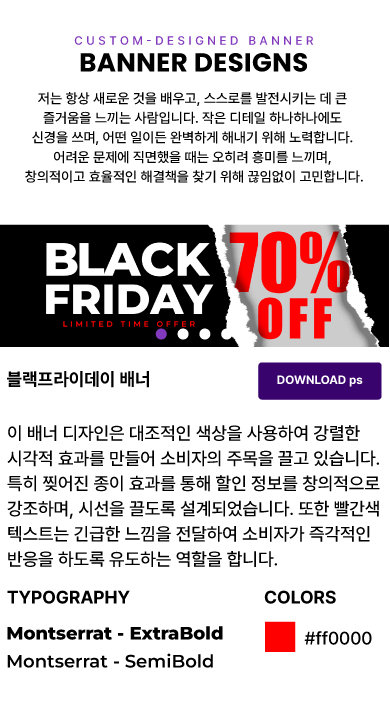 CUSTOM-DESIGNED BANNER
BANNER DESIGNS
저는 항상 새로운 것을 배우고, 스스로를 발전시키는 데 큰
즐거움을 느끼는 사람입니다. 작은 디테일 하나하나에도
신경을 쓰며, 어떤 일이든 완벽하게 해내기 위해 노력합니다.
어려운 문제에 직면했을 때는 오히려 흥미를 느끼며,
창의적이고 효율적인 해결책을 찾기 위해 끊임없이 고민합니다.
BLACK
FRIDAY
LIMITED TIME OFFER
70%
OFF
블랙프라이데이 배너
DOWNLOAD ps
이 배너 디자인은 대조적인 색상을 사용하여 강렬한
시각적 효과를 만들어 소비자의 주목을 끌고 있습니다.
특히 찢어진 종이 효과를 통해 할인 정보를 창의적으로
강조하며, 시선을 끌도록 설계되었습니다. 또한 빨간색
텍스트는 긴급한 느낌을 전달하여 소비자가 즉각적인
반응을 하도록 유도하는 역할을 합니다.
TYPOGRAPHY
Montserrat - ExtraBold
Montserrat - SemiBold
COLORS
#ff0000